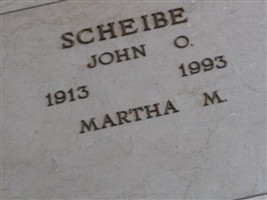 SCHEIBE
JOHN O.
1913 1993
MARTHA M.